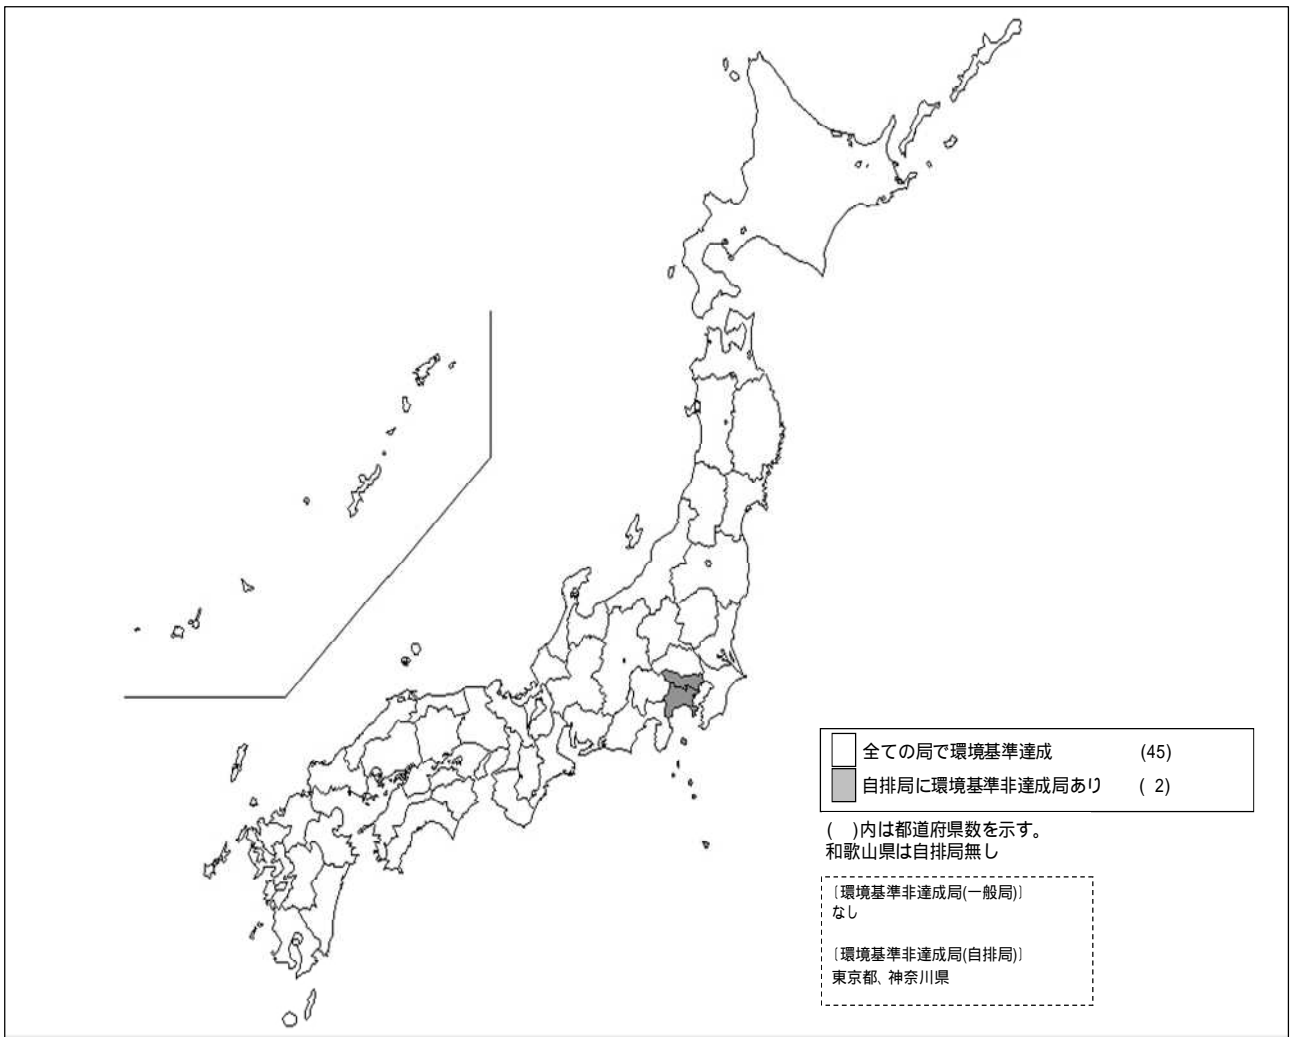 全ての局で環境基準達成 (45)
自排局に環境基準非達成局あり ( 2)
( )内は都道府県数を示す。
和歌山県は自排局無し
〔環境基準非達成局(一般局)〕
なし
〔環境基準非達成局(自排局)〕
東京都、神奈川県